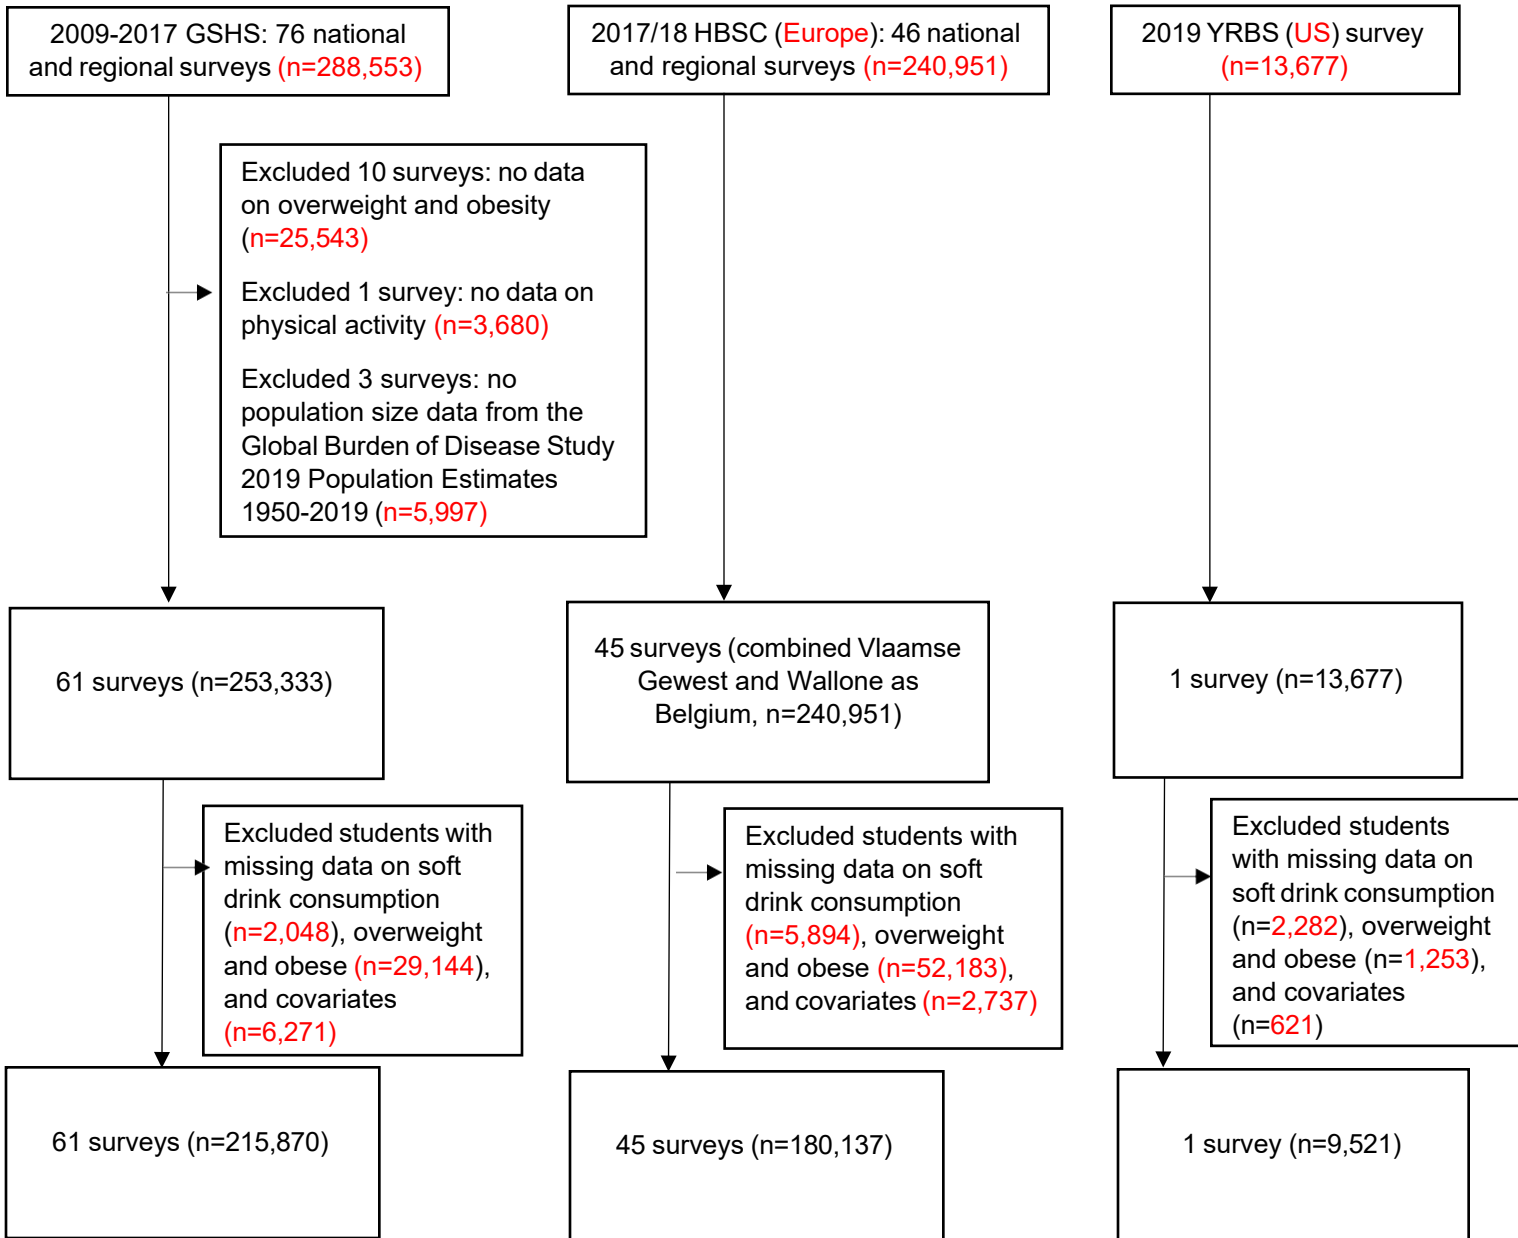 2009-2017 GSHS: 76 national
and regional surveys (n=288,553)
2017/18 HBSC (Europe): 46 national
and regional surveys (n=240,951)
2019 YRBS (US) survey
(n=13,677)
Excluded 10 surveys: no data
on overweight and obesity
(n=25,543)
Excluded 1 survey: no data on
physical activity (n=3,680)
Excluded 3 surveys: no
population size data from the
Global Burden of Disease Study
2019 Population Estimates
1950-2019 (n=5,997)
61 surveys (n=253,333)
45 surveys (combined Vlaamse
Gewest and Wallone as
Belgium, n=240,951)
1 survey (n=13,677)
Excluded students with
missing data on soft
drink consumption
(n=2,048), overweight
and obese (n=29,144),
and covariates
(n=6,271)
Excluded students with
missing data on soft
drink consumption
(n=5,894), overweight
and obese (n=52,183),
and covariates (n=2,737)
Excluded students
with missing data on
soft drink consumption
(n=2,282), overweight
and obese (n=1,253),
and covariates
(n=621)
61 surveys (n=215,870)
45 surveys (n=180,137)
1 survey (n=9,521)